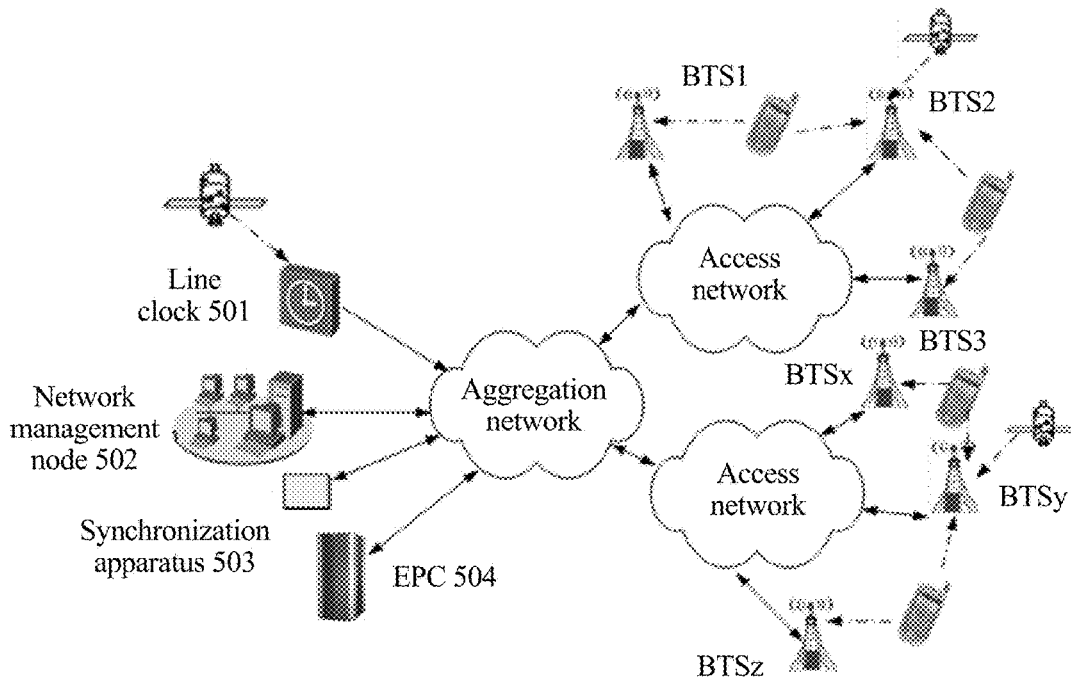 BTS1
BTS2
Line
clock 501
Access
network
BTS3
BTSx
Network
management
node 502
Aggregation
network
Access
network
BTSy
Synchronization
apparatus 503
EPC 504
BTSz